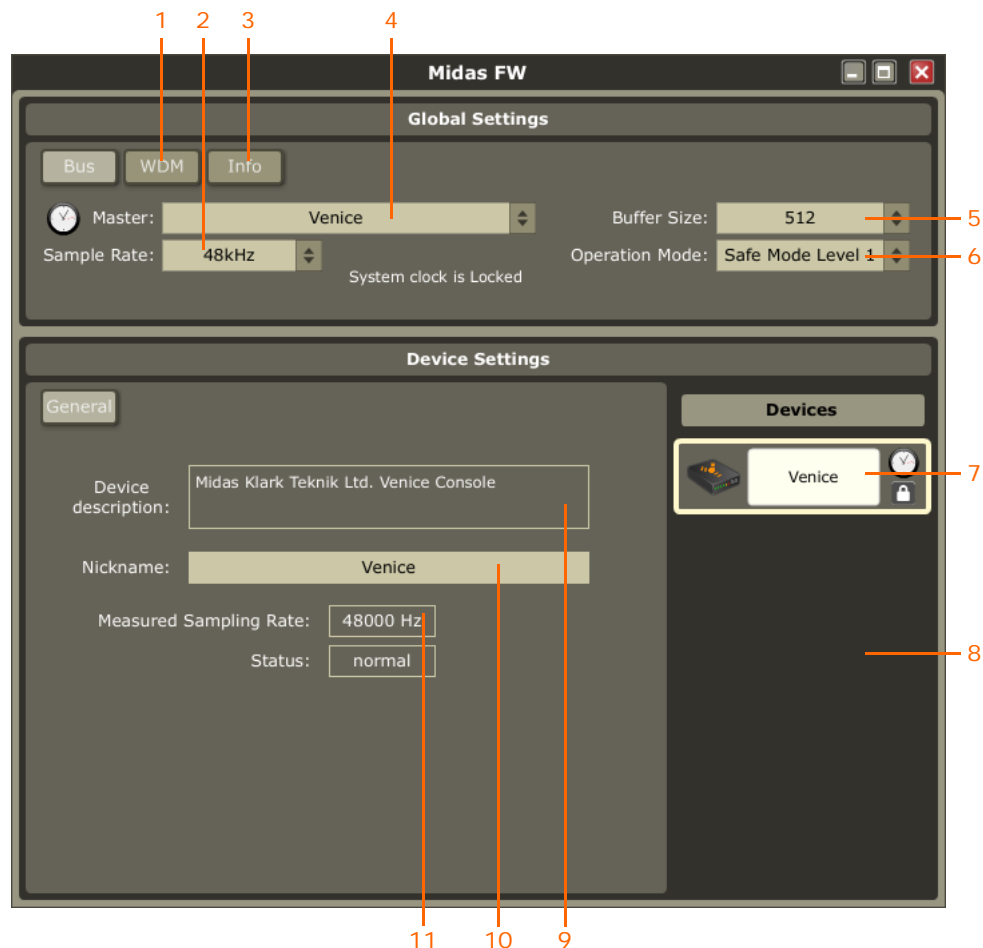 1 2 3 4
Midas FW
Global Settings
Bus WDM Info
Master: Venice Buffer Size: 512 5
Sample Rate: 48kHz Operation Mode: Safe Mode Level 1 6
System clock is Locked
Device Settings
General Devices
Venice 7
Device description: Midas Klark Teknik Ltd. Venice Console
Nickname: Venice
Measured Sampling Rate: 48000 Hz
Status: normal 8
11 10 9